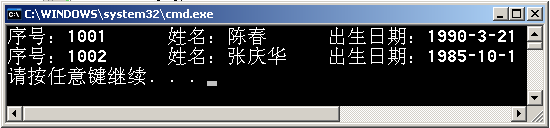 C:\WINDOWS\system32\cmd.exe
序号：1001 姓名：陈春 出生日期：1990-3-21
序号：1002 姓名：张庆华 出生日期：1985-10-1
请按任意键继续. . .